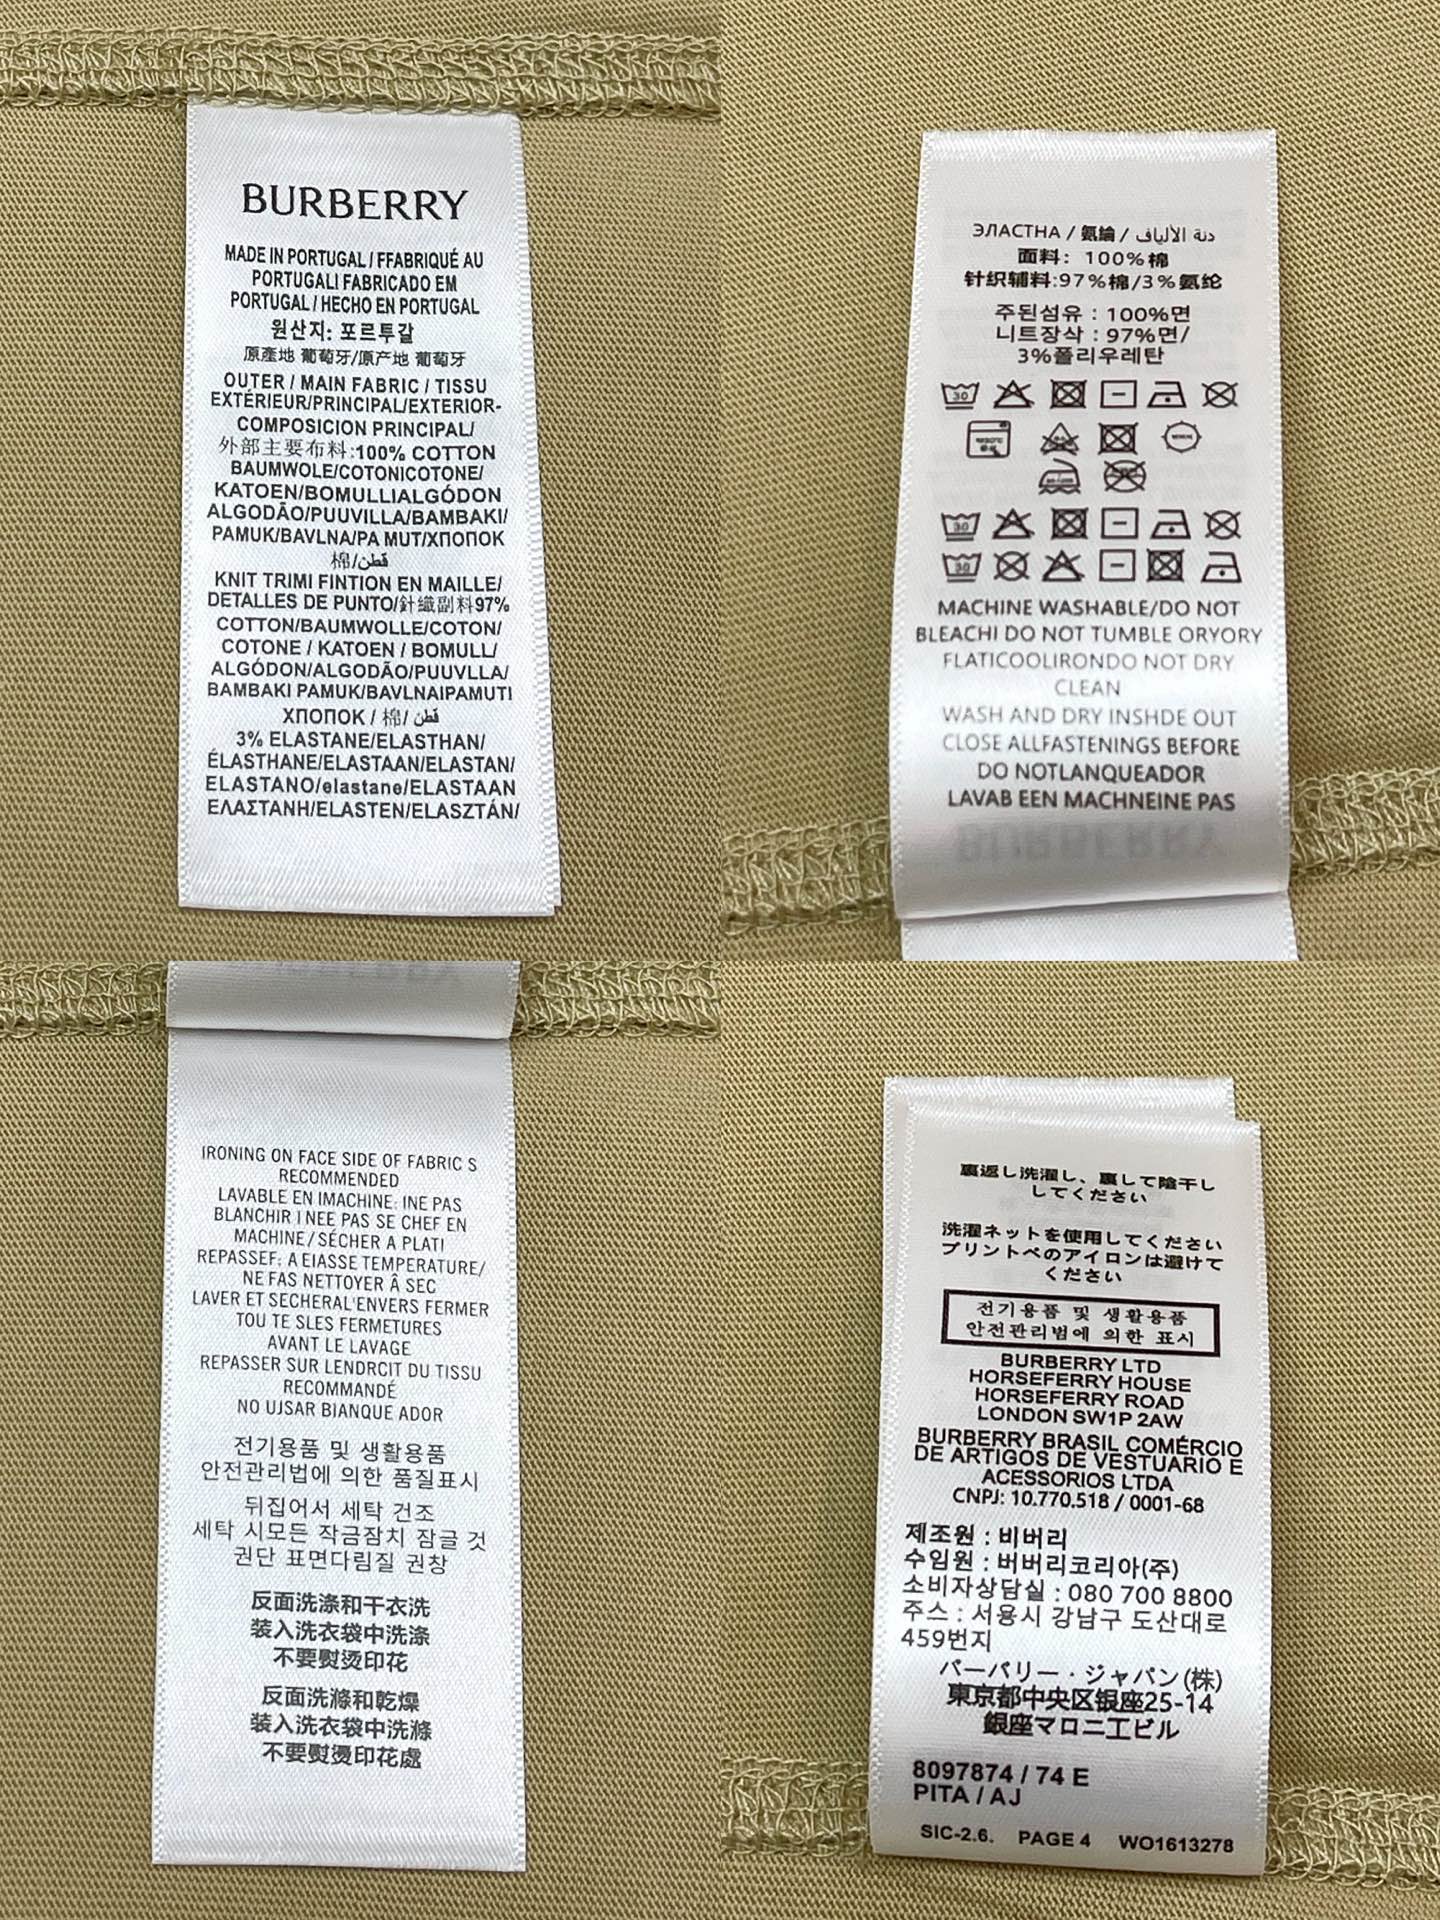 BURBERRY
MADE IN PORTUGAL / FFABRIQUÉ AU
PORTUGALI FABRICADO EM
PORTUGAL / HECHO EN PORTUGAL
원산지: 포르투갈
原產地 葡萄牙/原产地 葡萄牙
OUTER / MAIN FABRIC / TISSU
EXTÉRIEUR/PRINCIPAL/EXTERIOR-
COMPOSICION PRINCIPAL/
外部主要布料:100% COTTON
BAUMWOLE/COTONICOTONE/
KATOEN/BOMULLIALGÓDON
ALGODÃO/PUUVILLA/BAMBAKI/
PAMUK/BAVLNA/PA MUT/ХПОПОК
棉/قطن
KNIT TRIMI FINTION EN MAILLE/
DETALLES DE PUNTO/針織副料97%
COTTON/BAUMWOLLE/COTON/
COTONE / KATOEN / BOMULL/
ALGÓDON/ALGODÃO/PUUVLLA/
BAMBAKI PAMUK/BAVLNAIPAMUTI
ХПОПОК / 棉/ قطن
3% ELASTANE/ELASTHAN/
ÉLASTHANE/ELASTAAN/ELASTAN/
ELASTANO/elastane/ELASTAAN
ΕΛΑΣΤΑΝΗ/ELASTEN/ELASZTÁN/
ЭЛАСТНА / 氨綸 / دنة الألياف
面料: 100%棉
针织辅料:97%棉/3%氨纶
주된섬유 : 100%면
니트장삭 : 97%면/
3%폴리우레탄
30
30
30
MACHINE WASHABLE/DO NOT
BLEACHI DO NOT TUMBLE ORYORY
FLATICOOLIRONDO NOT DRY
CLEAN
WASH AND DRY INSHDE OUT
CLOSE ALLFASTENINGS BEFORE
DO NOTLANQUEADOR
LAVAB EEN MACHNEINE PAS
IRONING ON FACE SIDE OF FABRIC S
RECOMMENDED
LAVABLE EN IMACHINE: INE PAS
BLANCHIR I NEE PAS SE CHEF EN
MACHINE/SÉCHER A PLATI
REPASSEF: A EIASSE TEMPERATURE/
NE FAS NETTOYER Â SEC
LAVER ET SECHERAL'ENVERS FERMER
TOU TE SLES FERMETURES
AVANT LE LAVAGE
REPASSER SUR LENDRCIT DU TISSU
RECOMMANDÉ
NO UJSAR BIANQUE ADOR
전기용품 및 생활용품
안전관리법에 의한 품질표시
뒤집어서 세탁 건조
세탁 시모든 작금잠치 잠글 것
권단 표면다림질 권창
反面洗涤和干衣洗
装入洗衣袋中洗涤
不要熨烫印花
反面洗滌和乾燥
装入洗衣袋中洗滌
不要熨燙印花處
裏返し洗濯し、裏して陰干し
してください
洗濯ネットを使用してください
プリントペのアイロンは避けて
ください
전기용품 및 생활용품
안전관리법에 의한 표시
BURBERRY LTD
HORSEFERRY HOUSE
HORSEFERRY ROAD
LONDON SW1P 2AW
BURBERRY BRASIL COMÉRCIO
DE ARTIGOS DE VESTUARIO E
ACESSORIOS LTDA
CNPJ: 10.770.518 / 0001-68
제조원 : 비버리
수임원 : 버버리코리아(주)
소비자상담실 : 080 700 8800
주스 : 서용시 강남구 도산대로
459번지
バーバリー・ジャパン(株)
東京都中央区銀座25-14
銀座マロニエビル
8097874 / 74 E
PITA / AJ
SIC-2.6. PAGE 4 WO1613278